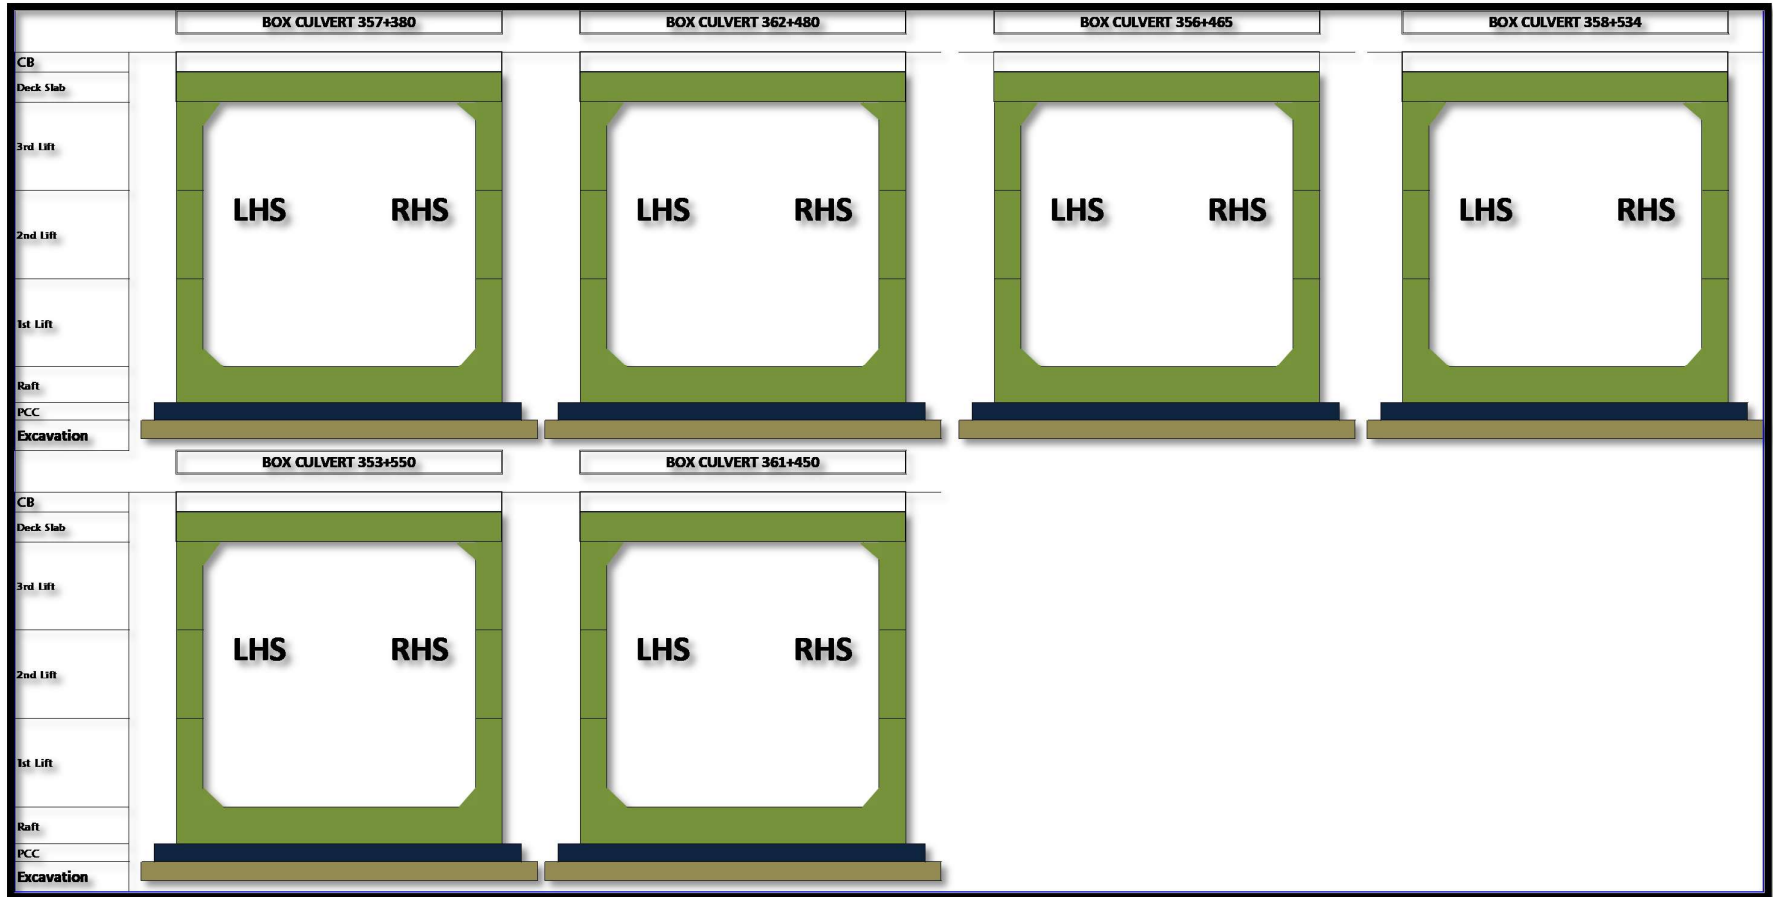 BOX CULVERT 357+380
BOX CULVERT 362+480
BOX CULVERT 356+465
BOX CULVERT 358+534
CB
Deck Slab
3rd Lift
LHS RHS
LHS RHS
LHS RHS
LHS RHS
2nd Lift
1st Lift
Raft
PCC
Excavation
BOX CULVERT 353+550
BOX CULVERT 361+450
CB
Deck Slab
3rd Lift
LHS RHS
LHS RHS
2nd Lift
1st Lift
Raft
PCC
Excavation